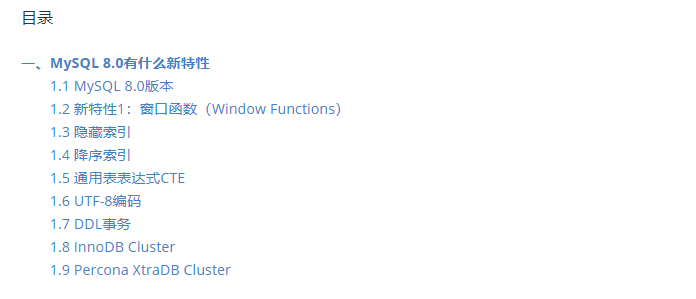 目录
一、MySQL 8.0有什么新特性
1.1 MySQL 8.0版本
1.2 新特性1：窗口函数（Window Functions）
1.3 隐藏索引
1.4 降序索引
1.5 通用表表达式CTE
1.6 UTF-8编码
1.7 DDL事务
1.8 InnoDB Cluster
1.9 Percona XtraDB Cluster